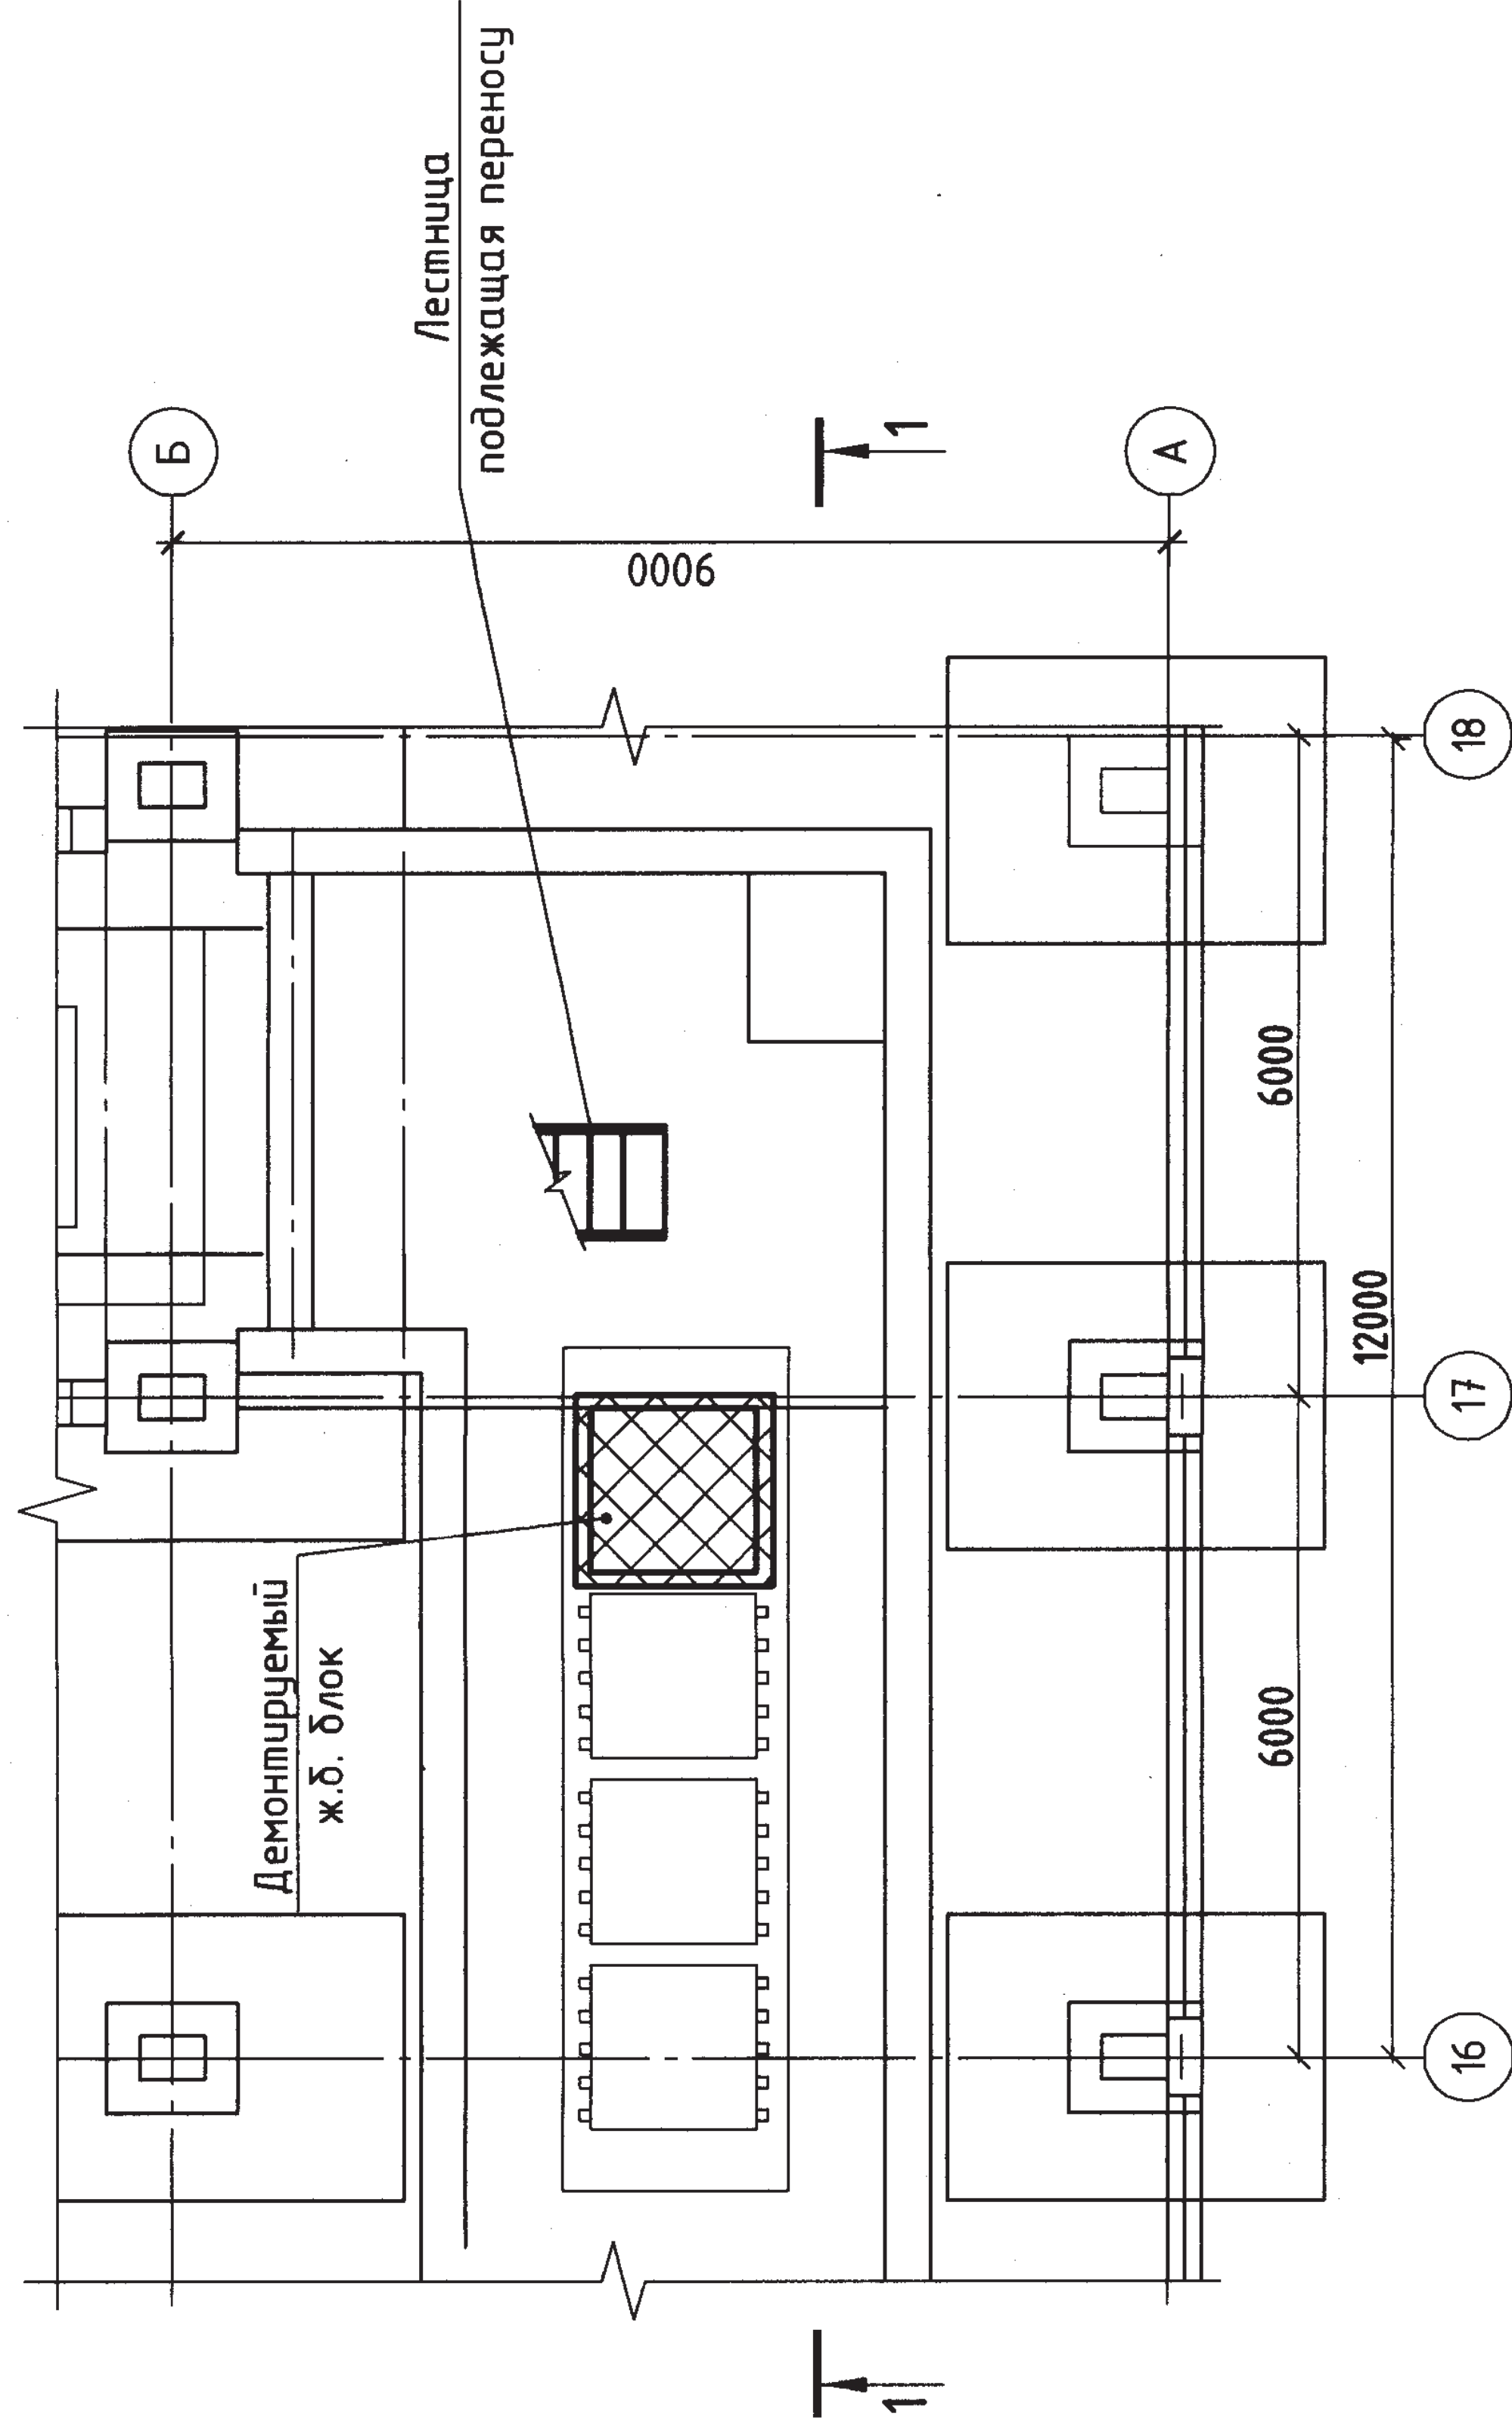 Лестница
подлежащая переносу
Б
1
9000
А
Демонтируемый
ж.б. блок
6000
6000
12000
1
16
17
18